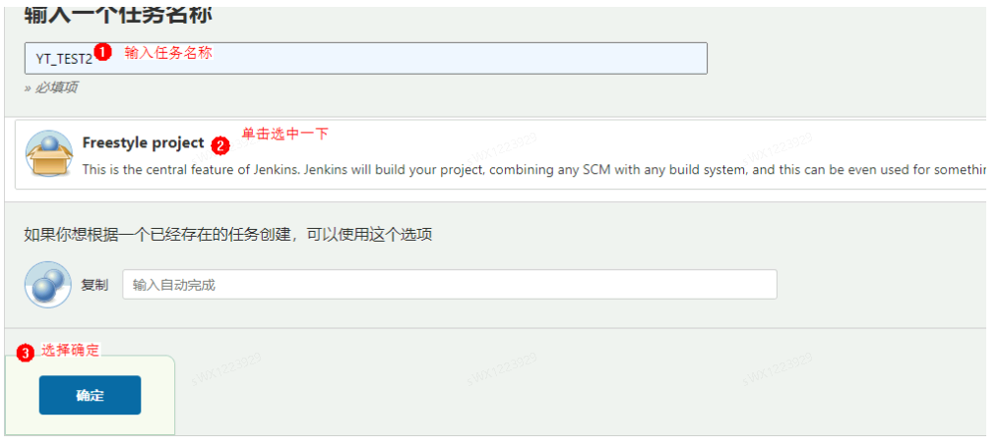 输入一个任务名称
YT_TEST2 1 输入任务名称
» 必填项
Freestyle project 2 单击选中一下
This is the central feature of Jenkins. Jenkins will build your project, combining any SCM with any build system, and this can be even used for somethin
如果你想根据一个已经存在的任务创建，可以使用这个选项
复制 输入自动完成
3 选择确定
确定